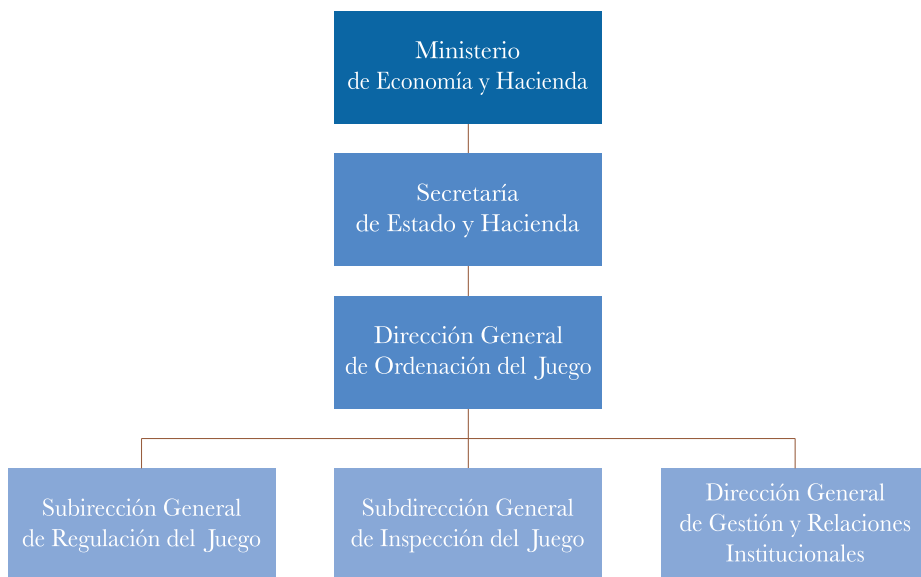 Ministerio
de Economía y Hacienda
Secretaría
de Estado y Hacienda
Dirección General
de Ordenación del Juego
Subirección General
de Regulación del Juego
Subdirección General
de Inspección del Juego
Dirección General
de Gestión y Relaciones
Institucionales